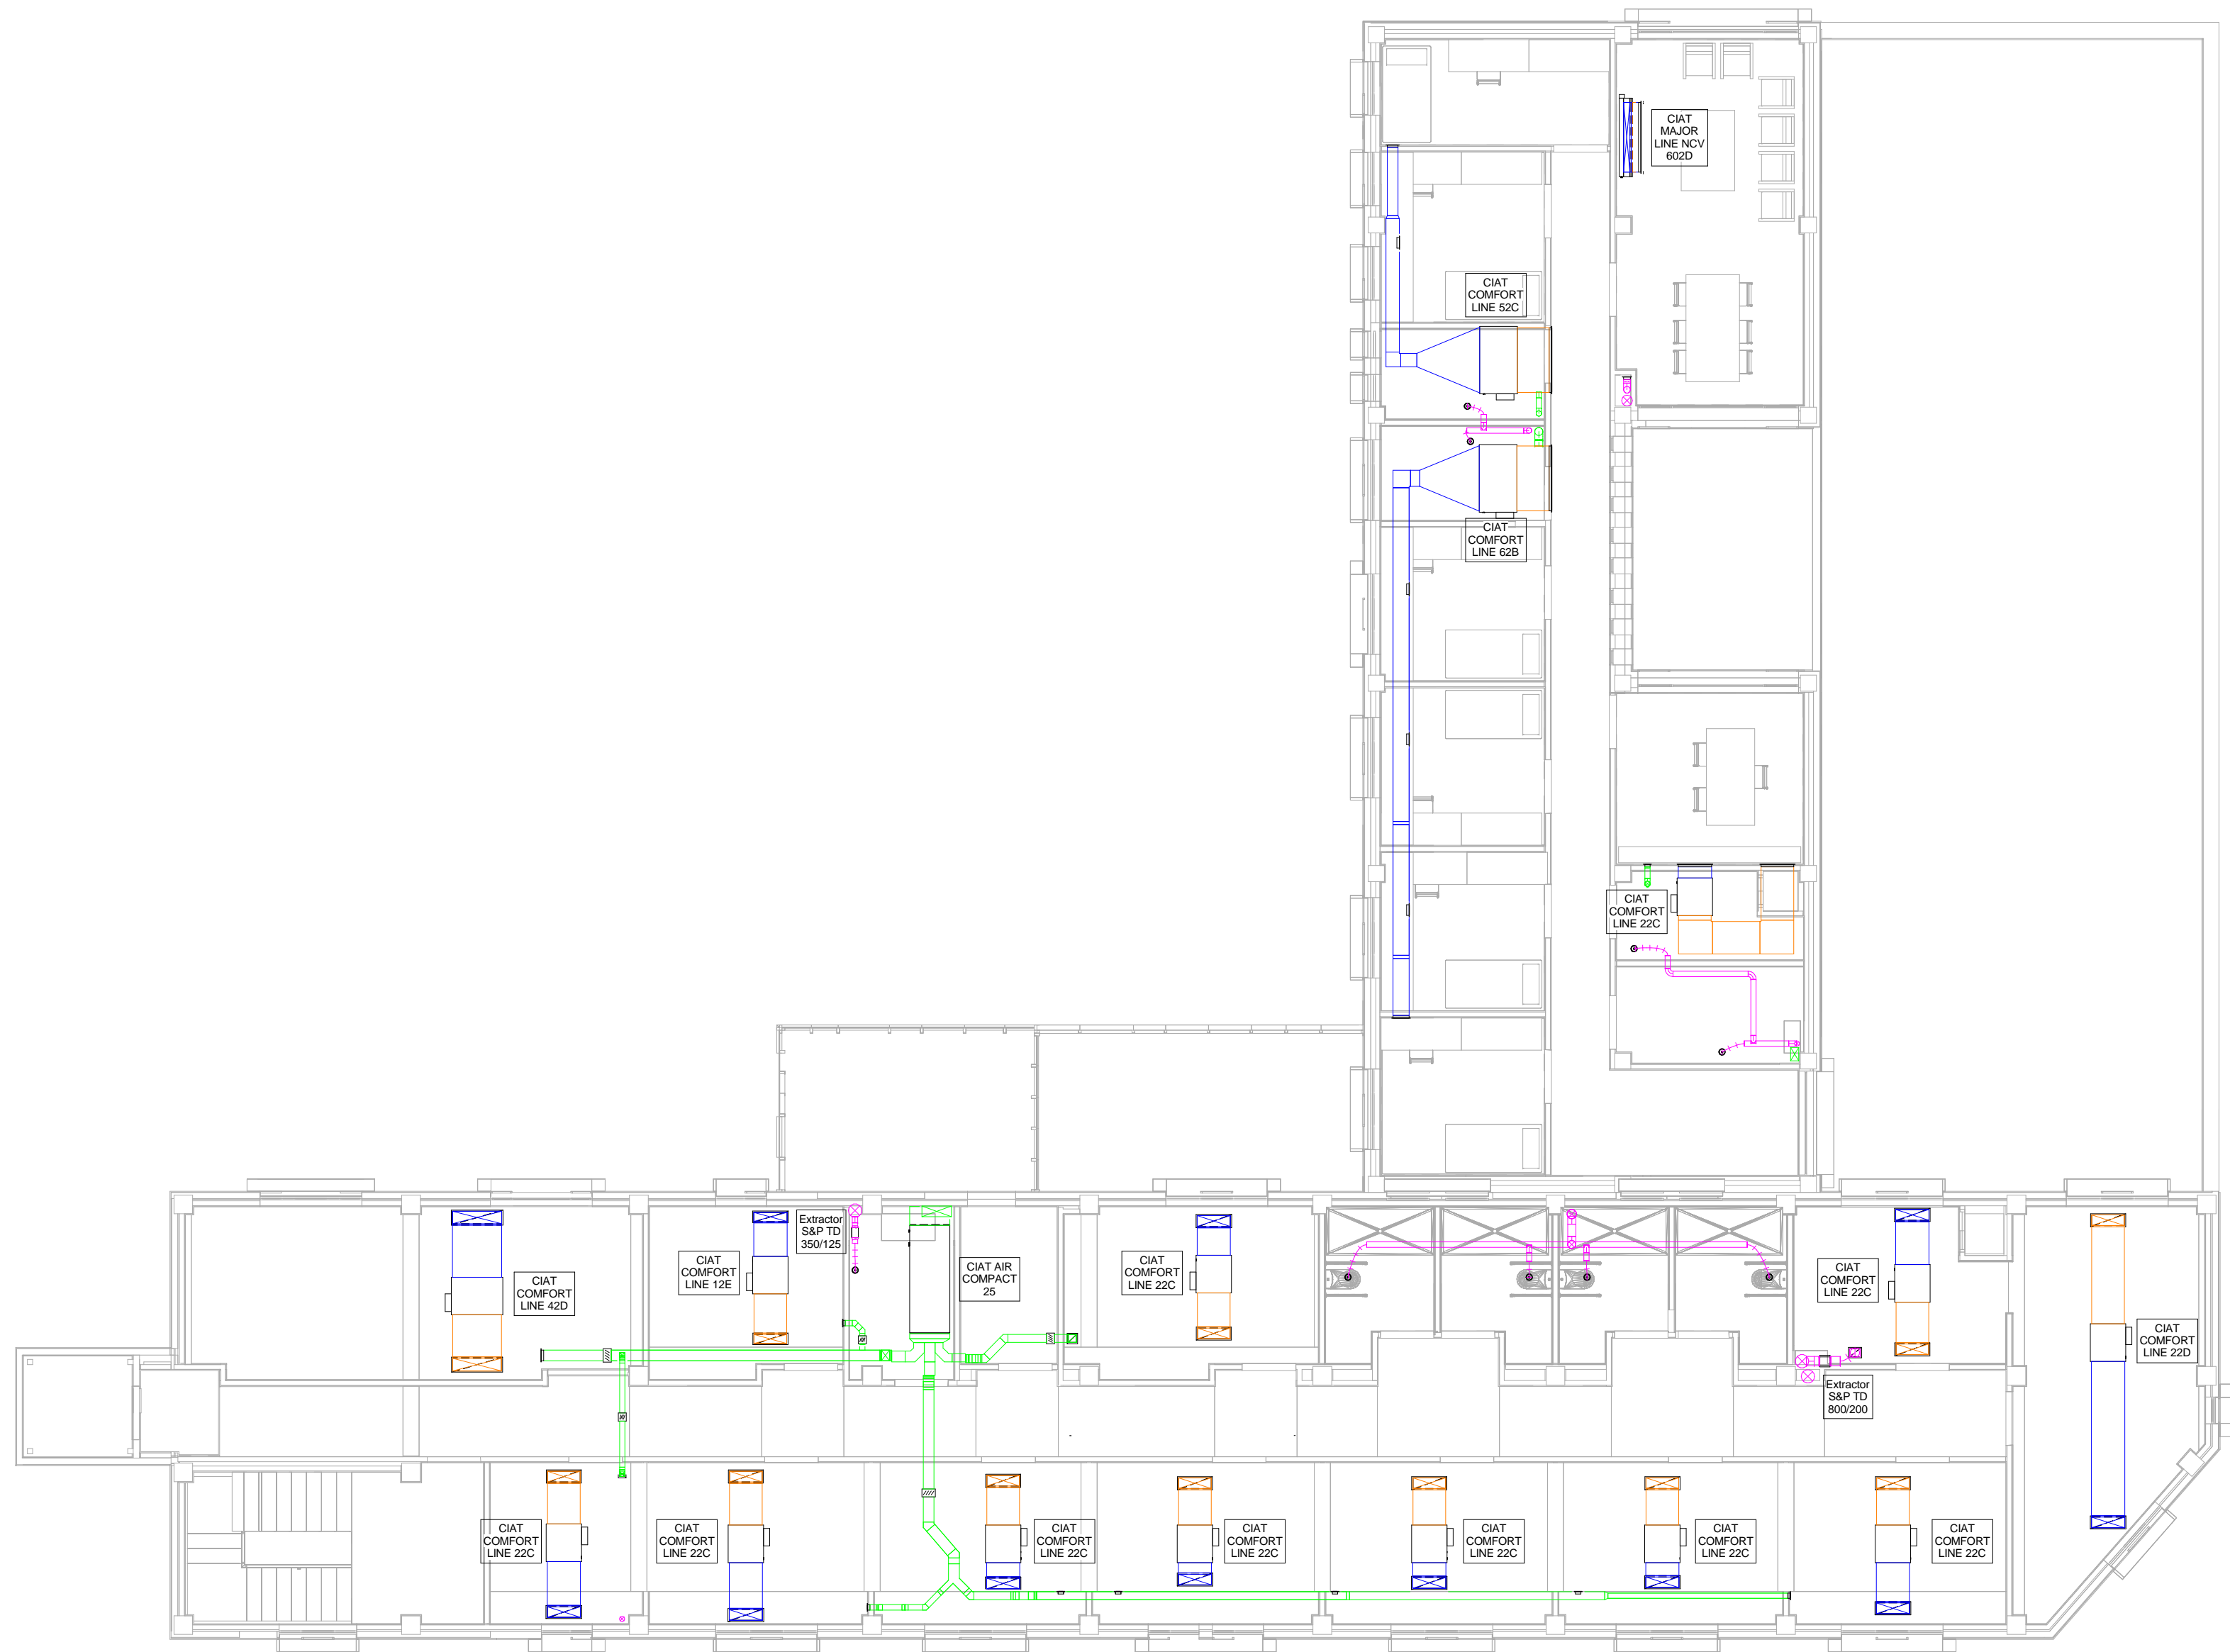 CIAT
MAJOR
LINE NCV
602D
CIAT
COMFORT
LINE 52C
CIAT
COMFORT
LINE 62B
CIAT
COMFORT
LINE 22C
CIAT
COMFORT
LINE 42D
CIAT
COMFORT
LINE 12E
Extractor
S&P TD
350/125
CIAT AIR
COMPACT
25
CIAT
COMFORT
LINE 22C
CIAT
COMFORT
LINE 22C
CIAT
COMFORT
LINE 22D
Extractor
S&P TD
800/200
CIAT
COMFORT
LINE 22C
CIAT
COMFORT
LINE 22C
CIAT
COMFORT
LINE 22C
CIAT
COMFORT
LINE 22C
CIAT
COMFORT
LINE 22C
CIAT
COMFORT
LINE 22C
CIAT
COMFORT
LINE 22C